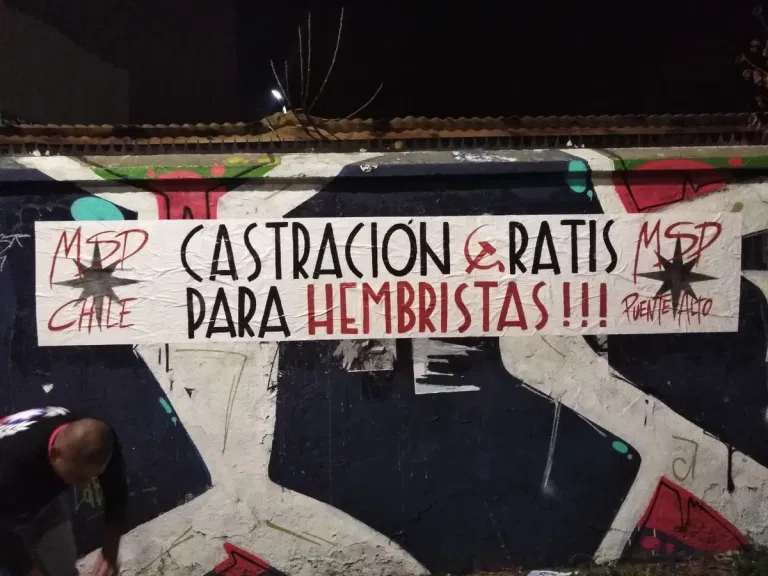 MSP
CHILE
CASTRACIÓN GRATIS
PARA HEMBRISTAS!!!
MSP
PUENTE ALTO